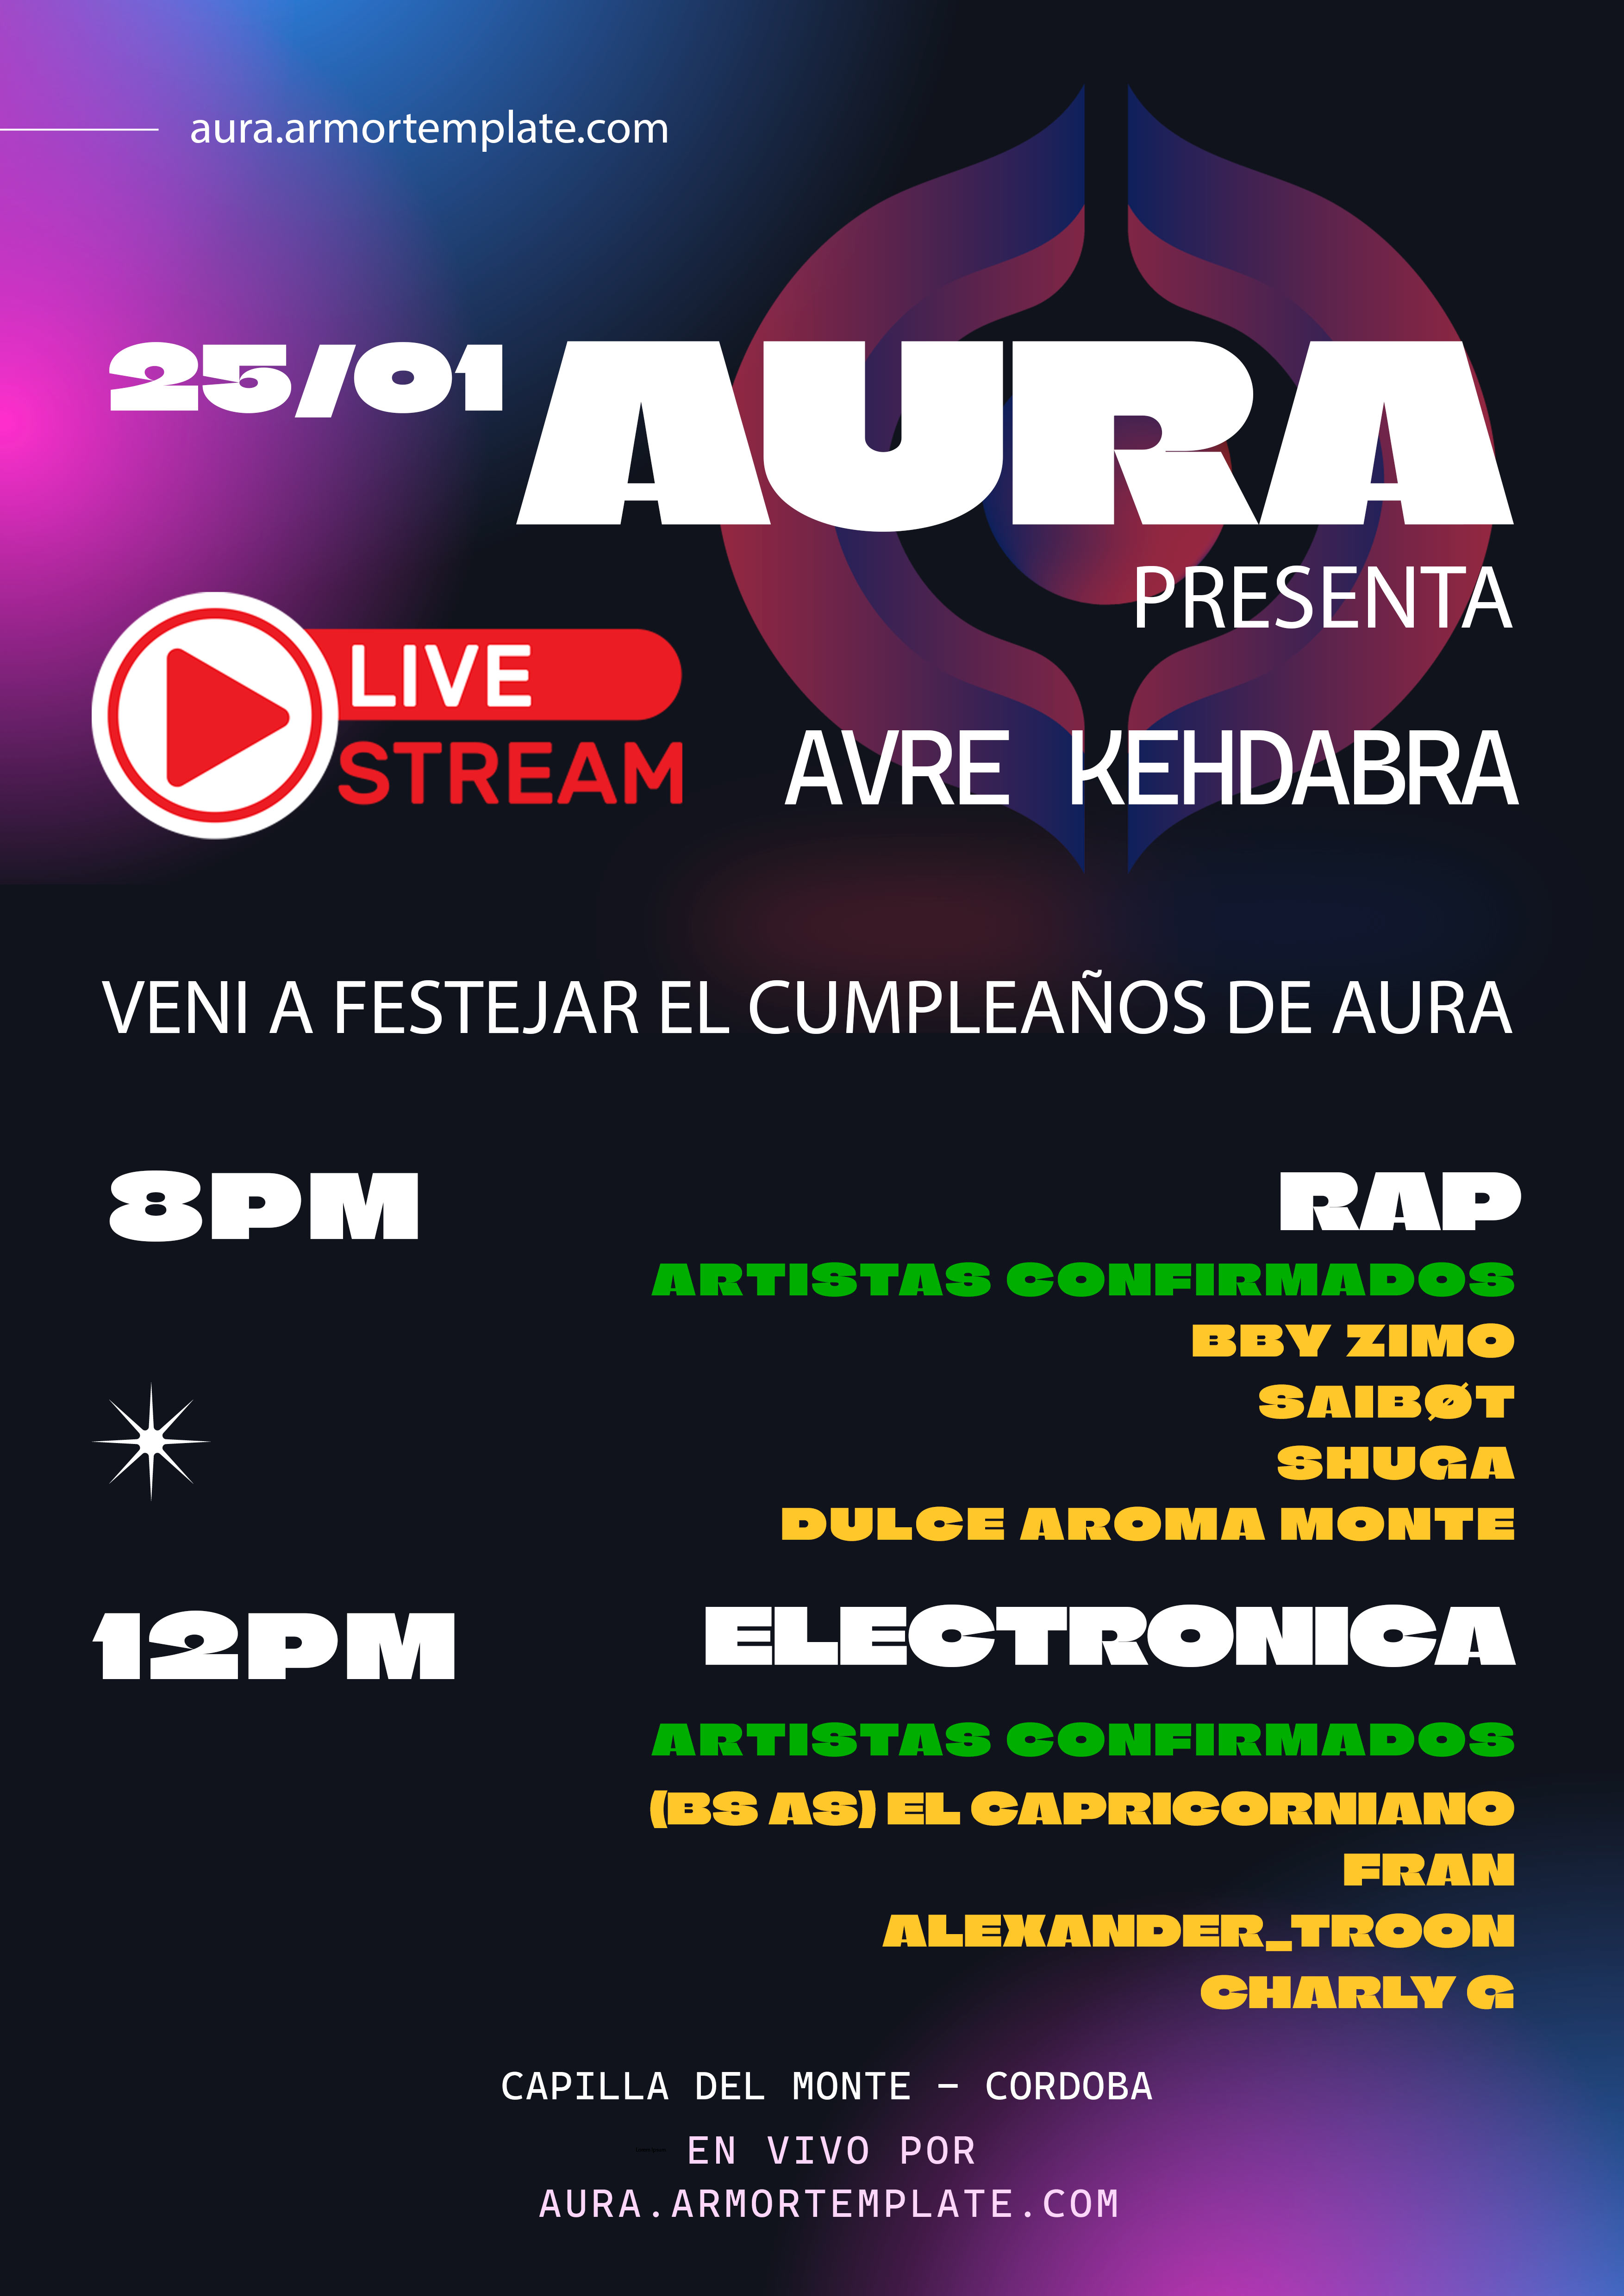 aura.armortemplate.com
25/01 AURA
PRESENTA
LIVE
STREAM
AVRE KEHDABRA
VENI A FESTEJAR EL CUMPLEAÑOS DE AURA
8PM RAP
ARTISTAS CONFIRMADOS
BBY ZIMO
SAIBØT
SHUGA
DULCE AROMA MONTE
12PM ELECTRONICA
ARTISTAS CONFIRMADOS
(BS AS) EL CAPRICORNIANO
FRAN
ALEXANDER_TROON
CHARLY G
CAPILLA DEL MONTE - CORDOBA
EN VIVO POR
AURA.ARMORTEMPLATE.COM